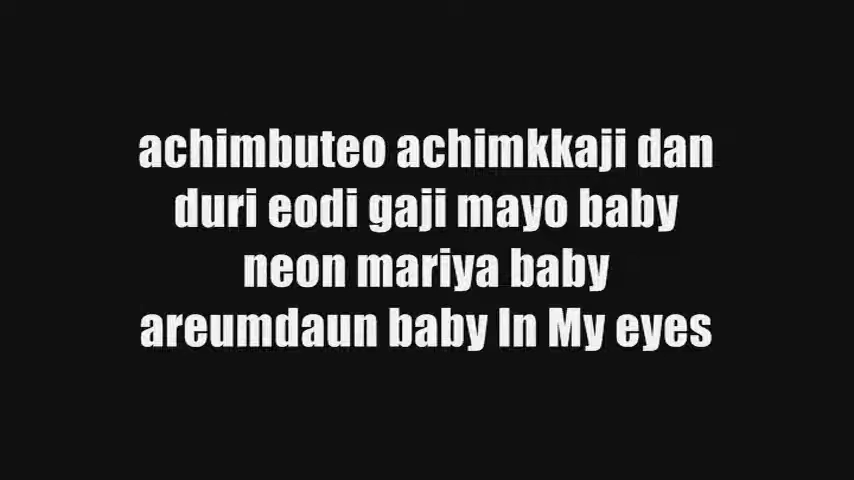 achimbuteo achimkkaji dan
duri eodi gaji mayo baby
neon mariya baby
areumdaun baby In My eyes